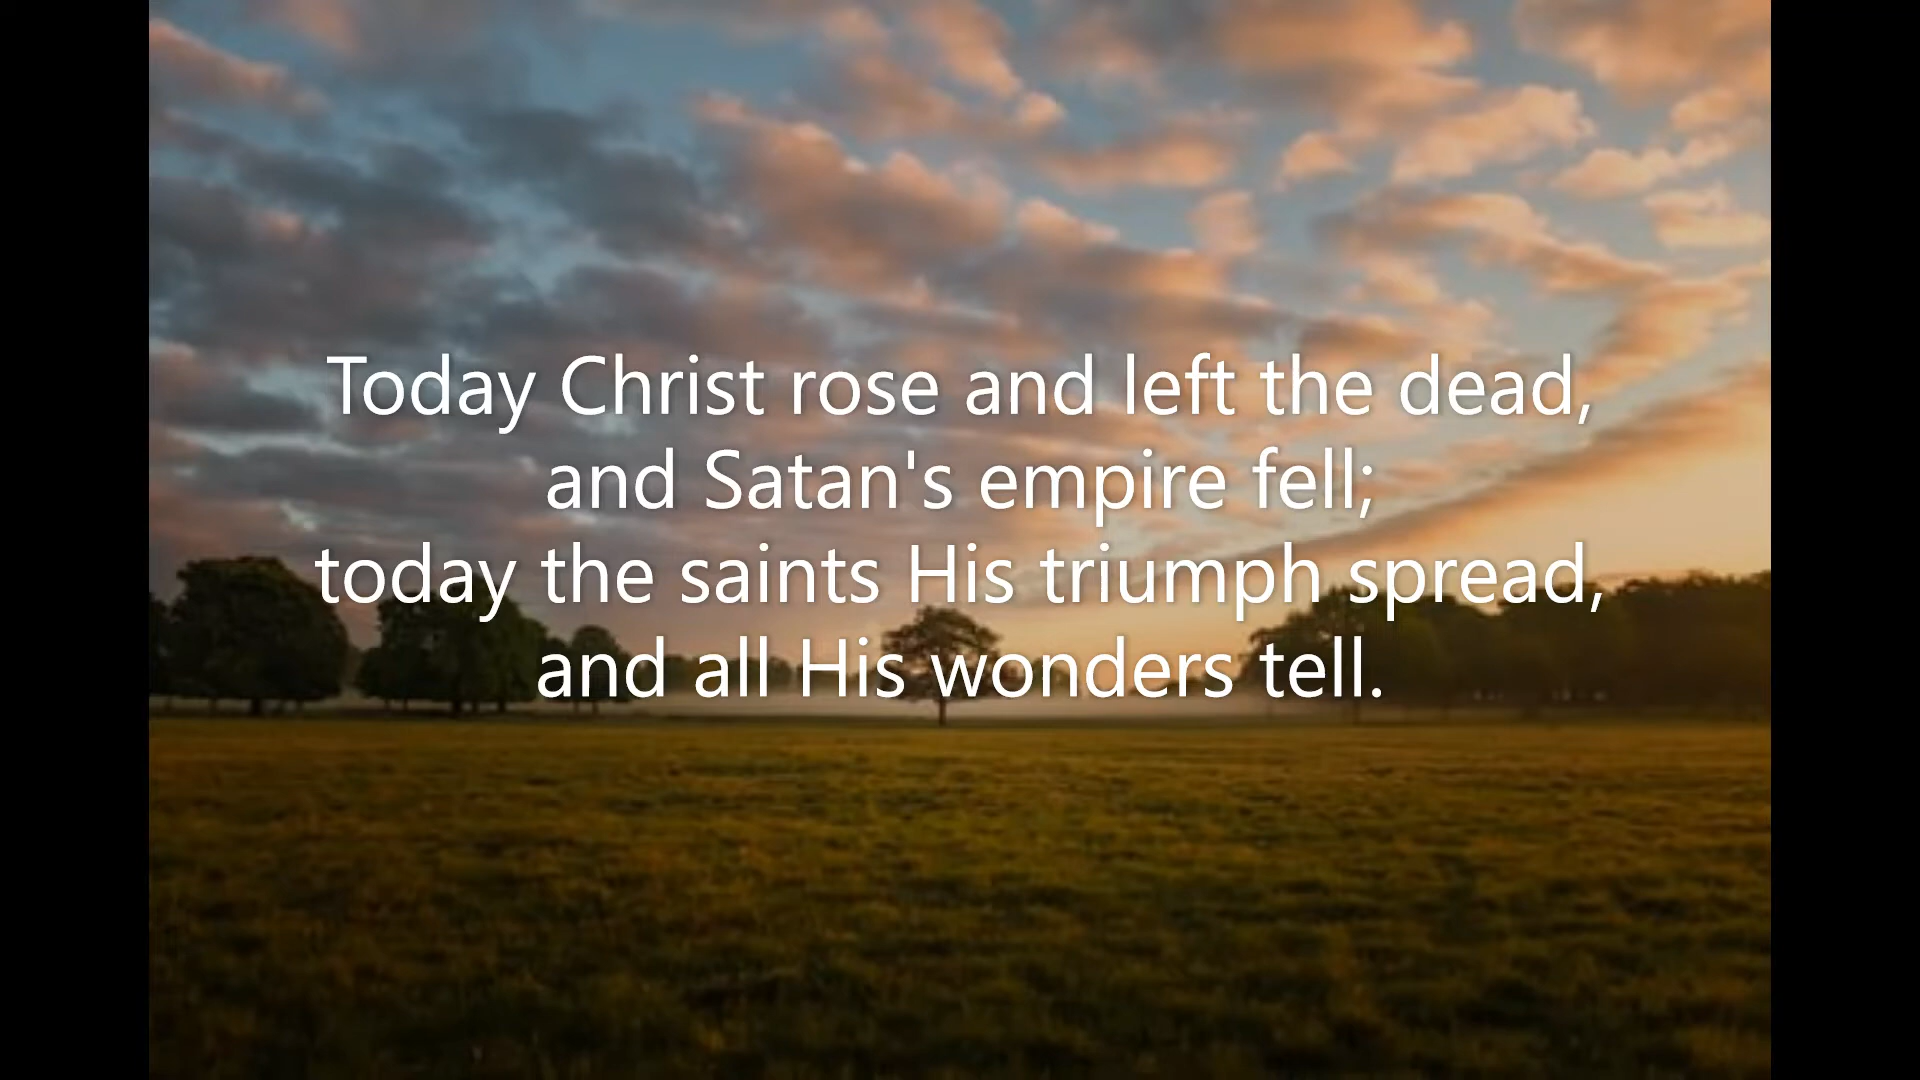 Today Christ rose and left the dead,
and Satan's empire fell;
today the saints His triumph spread,
and all His wonders tell.